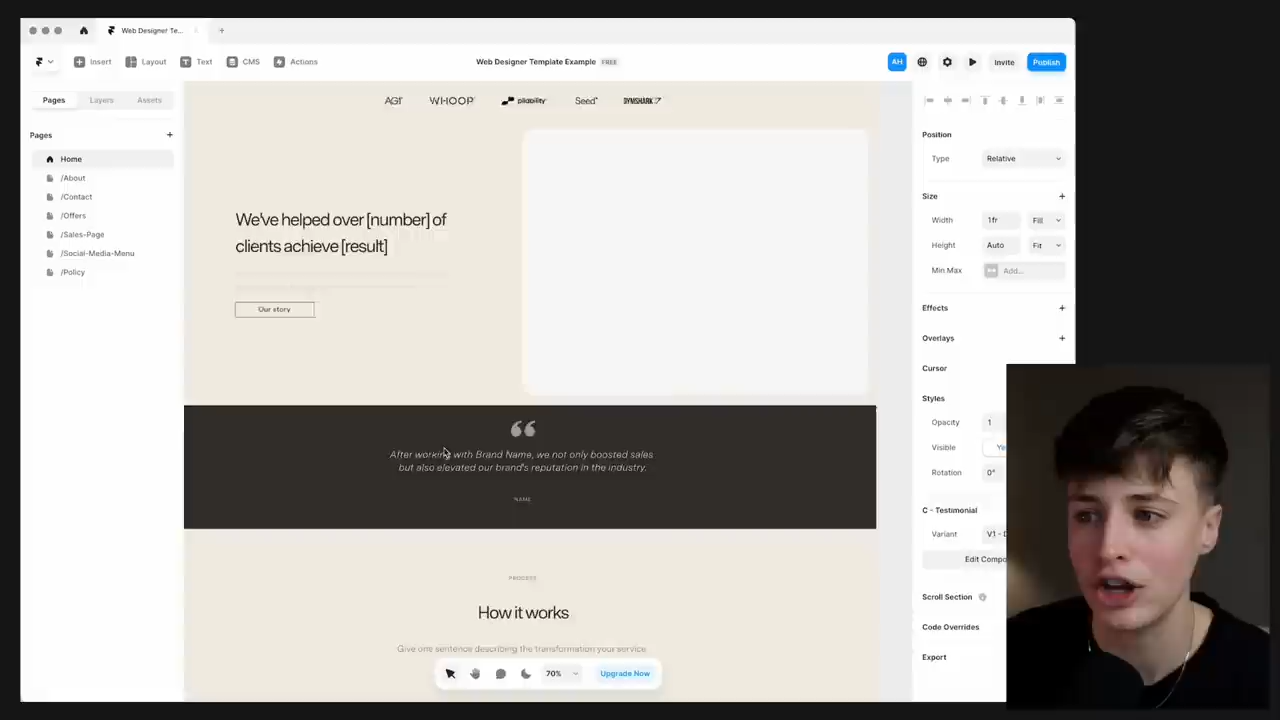 Web Designer Te...
Insert
Layout
Text
CMS
Actions
Web Designer Template Example FREE
AH
Invite
Publish
Pages
Layers
Assets
Pages
Home
/About
/Contact
/Offers
/Sales-Page
/Social-Media-Menu
/Policy
AG1
WHOOP
pliability
Seed
GYMSHARK
We've helped over [number] of
clients achieve [result]
Our story
After working with Brand Name, we not only boosted sales
but also elevated our brand's reputation in the industry.
NAME
PROCESS
How it works
Give one sentence describing the transformation your service
70%
Upgrade Now
Position
Type
Relative
Size
Width
1fr
Fill
Height
Auto
Fit
Min Max
Add...
Effects
Overlays
Cursor
Styles
Opacity
1
Visible
Ye
Rotation
0°
C - Testimonial
Variant
V1 - D
Edit Compo
Scroll Section
Code Overrides
Export